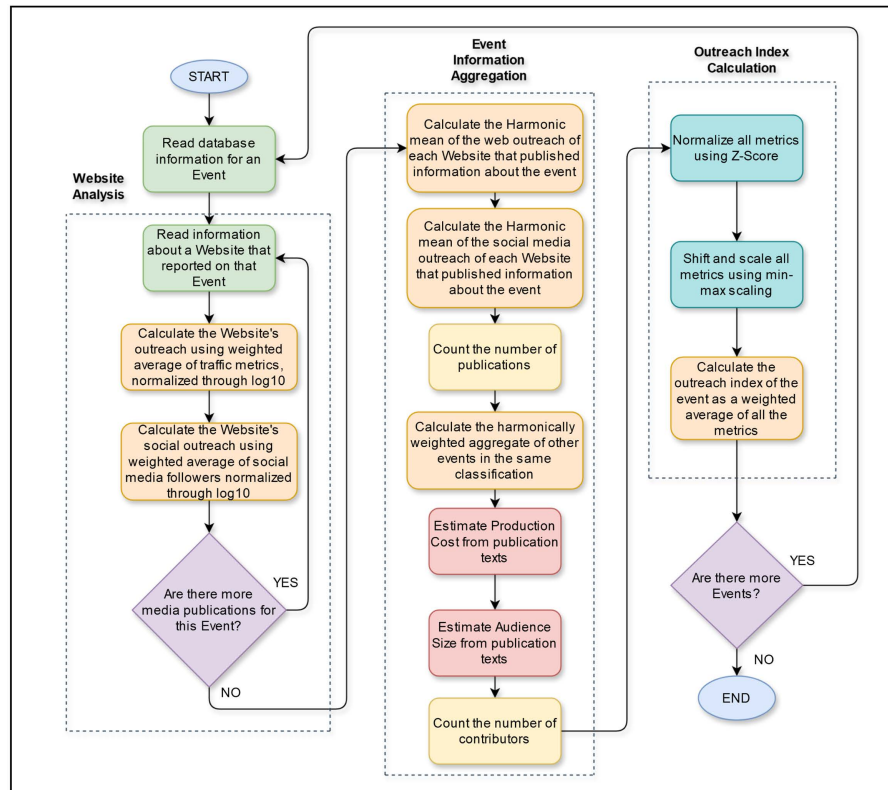 START
Read database
information for an
Event
Website
Analysis
Read information
about a Website that
reported on that
Event
Calculate the Website's
outreach using weighted
average of traffic metrics,
normalized through log10
Calculate the Website's
social outreach using
weighted average of social
media followers normalized
through log10
Are there more
media publications for
this Event?
YES
NO
Event
Information
Aggregation
Calculate the Harmonic
mean of the web outreach of
each Website that published
information about the event
Calculate the Harmonic
mean of the social media
outreach of each Website
that published information
about the event
Count the number of
publications
Calculate the harmonically
weighted aggregate of other
events in the same
classification
Estimate Production
Cost from publication
texts
Estimate Audience
Size from publication
texts
Count the number of
contributors
Outreach Index
Calculation
Normalize all metrics
using Z-Score
Shift and scale all
metrics using min-
max scaling
Calculate the
outreach index of the
event as a weighted
average of all the
metrics
Are there more
Events?
YES
NO
END